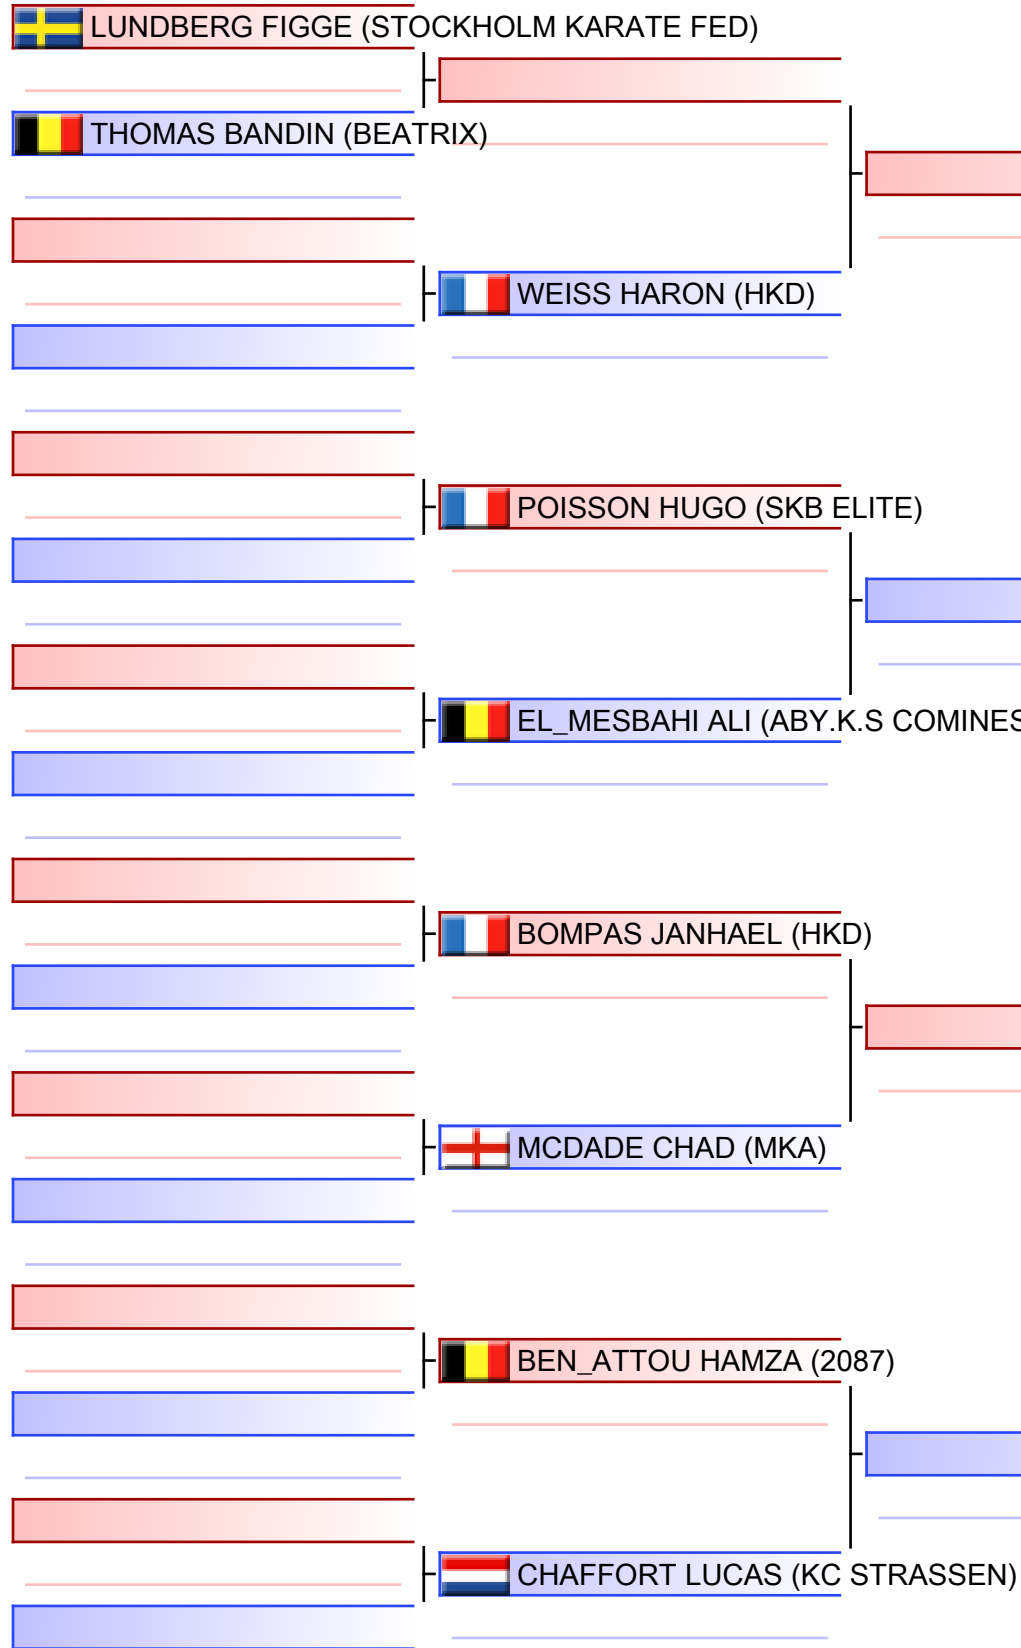 LUNDBERG FIGGE (STOCKHOLM KARATE FED)
THOMAS BANDIN (BEATRIX)
WEISS HARON (HKD)
POISSON HUGO (SKB ELITE)
EL_MESBAHI ALI (ABY.K.S COMINES
BOMPAS JANHAEL (HKD)
MCDADE CHAD (MKA)
BEN_ATTOU HAMZA (2087)
CHAFFORT LUCAS (KC STRASSEN)